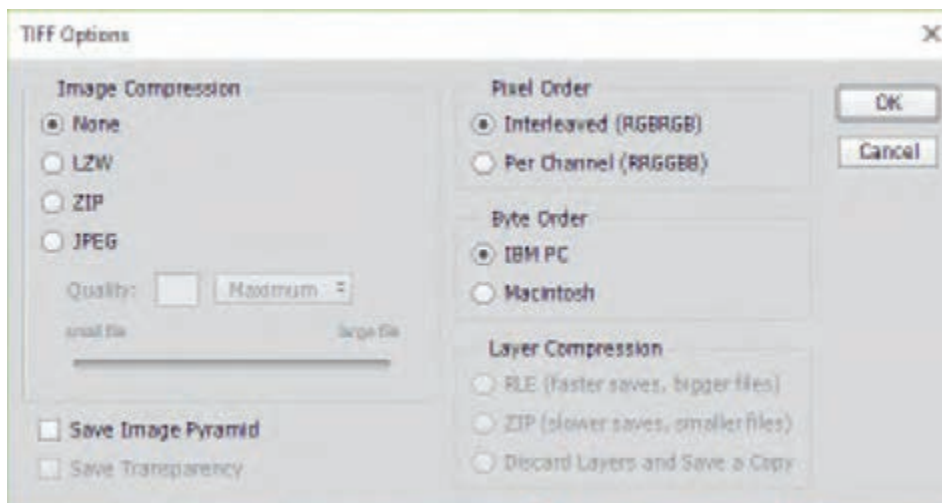 TIFF Options
Image Compression
None
LZW
ZIP
JPEG
Quality:
Maximum
small file
large file
Save Image Pyramid
Save Transparency
Pixel Order
Interleaved (RGBRGB)
Per Channel (RRGGBB)
Byte Order
IBM PC
Macintosh
Layer Compression
RLE (faster saves, bigger files)
ZIP (slower saves, smaller files)
Discard Layers and Save a Copy
OK
Cancel